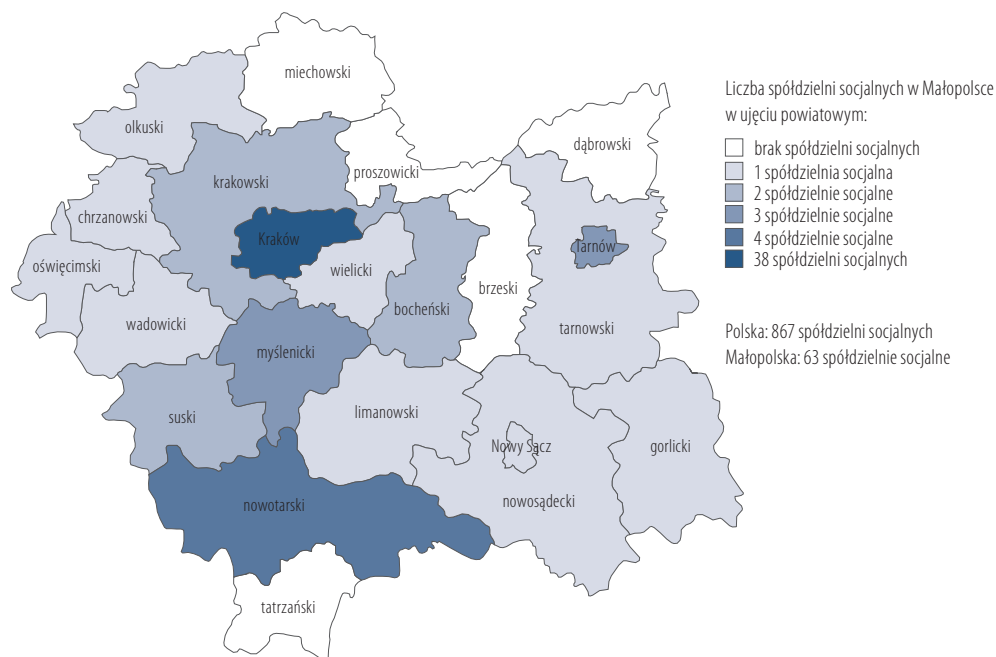 miechowski
olkuski
dąbrowski
proszowicki
krakowski
chrzanowski
Kraków
Tarnów
oświęcimski
wielicki
brzeski
bocheński
wadowicki
tarnowski
myślenicki
limanowski
suski
Nowy Sącz
gorlicki
nowosądecki
nowotarski
tatrzański
Liczba spółdzielni socjalnych w Małopolsce
w ujęciu powiatowym:
brak spółdzielni socjalnych
1 spółdzielnia socjalna
2 spółdzielnie socjalne
3 spółdzielnie socjalne
4 spółdzielnie socjalne
38 spółdzielni socjalnych
Polska: 867 spółdzielni socjalnych
Małopolska: 63 spółdzielnie socjalne